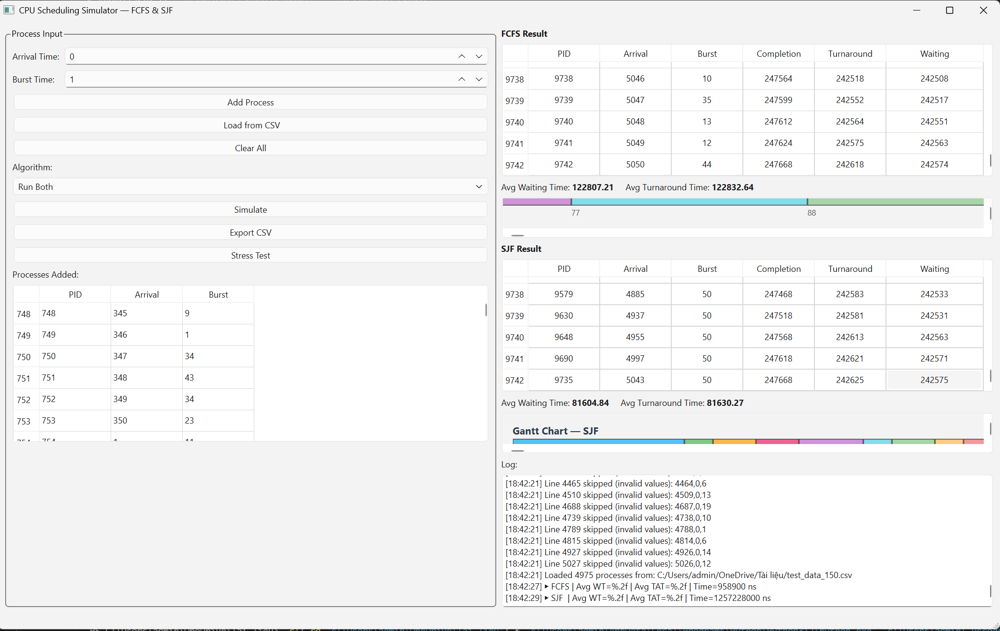 CPU Scheduling Simulator — FCFS & SJF
Process Input
Arrival Time: 0
Burst Time: 1
Add Process
Load from CSV
Clear All
Algorithm:
Run Both
Simulate
Export CSV
Stress Test
Processes Added:
PID Arrival Burst
748 748 345 9
749 749 346 1
750 750 347 34
751 751 348 43
752 752 349 34
753 753 350 23
FCFS Result
PID Arrival Burst Completion Turnaround Waiting
9738 9738 5046 10 247564 242518 242508
9739 9739 5047 35 247599 242552 242517
9740 9740 5048 13 247612 242564 242551
9741 9741 5049 12 247624 242575 242563
9742 9742 5050 44 247668 242618 242574
Avg Waiting Time: 122807.21 Avg Turnaround Time: 122832.64
77 88
SJF Result
PID Arrival Burst Completion Turnaround Waiting
9738 9579 4885 50 247468 242583 242533
9739 9630 4937 50 247518 242581 242531
9740 9648 4955 50 247568 242613 242563
9741 9690 4997 50 247618 242621 242571
9742 9735 5043 50 247668 242625 242575
Avg Waiting Time: 81604.84 Avg Turnaround Time: 81630.27
Gantt Chart — SJF
Log:
[18:42:21] Line 4465 skipped (invalid values): 4464,0,6
[18:42:21] Line 4510 skipped (invalid values): 4509,0,13
[18:42:21] Line 4688 skipped (invalid values): 4687,0,19
[18:42:21] Line 4739 skipped (invalid values): 4738,0,10
[18:42:21] Line 4789 skipped (invalid values): 4788,0,1
[18:42:21] Line 4815 skipped (invalid values): 4814,0,6
[18:42:21] Line 4927 skipped (invalid values): 4926,0,14
[18:42:21] Line 5027 skipped (invalid values): 5026,0,12
[18:42:21] Loaded 4975 processes from: C:/Users/admin/OneDrive/Tài liệu/test_data_150.csv
[18:42:27] ▶ FCFS | Avg WT=%.2f | Avg TAT=%.2f | Time=958900 ns
[18:42:29] ▶ SJF | Avg WT=%.2f | Avg TAT=%.2f | Time=1257228000 ns